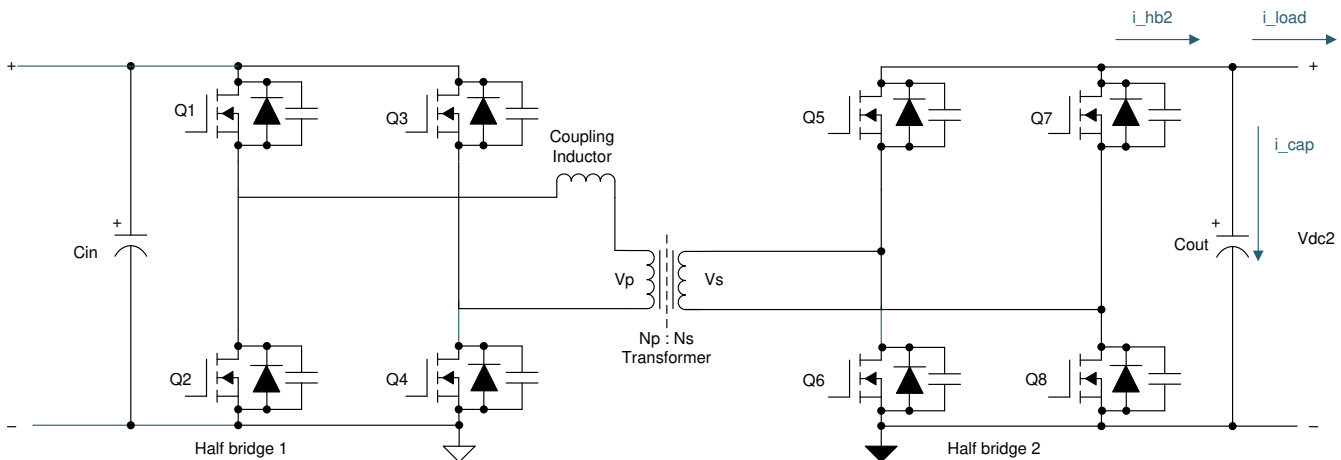 i_hb2
i_load
+
+
Q1
Q3
Q5
Q7
Coupling
Inductor
i_cap
+
Cin
+
Cout
Vdc2
Vp
Vs
Np : Ns
Transformer
Q2
Q4
Q6
Q8
–
–
Half bridge 1
Half bridge 2